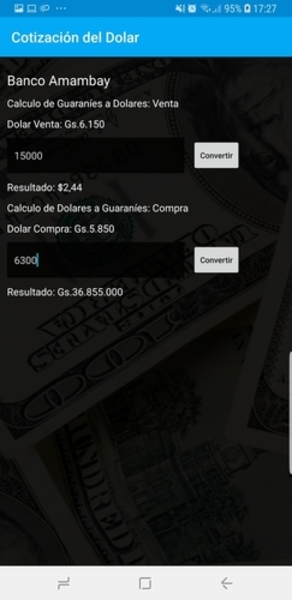 95% 17:27
Cotización del Dolar
Banco Amambay
Calculo de Guaraníes a Dolares: Venta
Dolar Venta: Gs.6.150
15000 Convertir
Resultado: $2,44
Calculo de Dolares a Guaraníes: Compra
Dolar Compra: Gs.5.850
6300 Convertir
Resultado: Gs.36.855.000